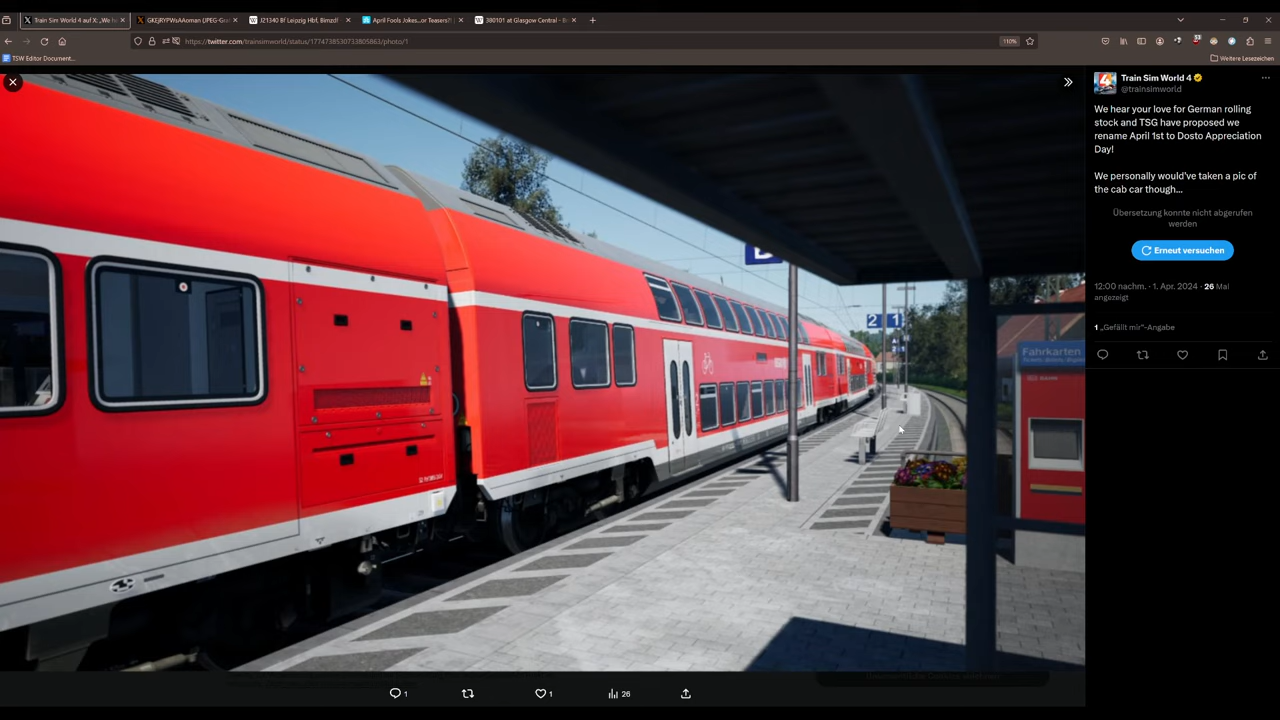 Train Sim World 4 auf X: „We he
GKEjRYPWsAAoman (JPEG-Gra
J21340 Bf Leipzig Hbf, Bimzdf
April Fools Jokes...or Teasers?
380101 at Glasgow Central - E
https://twitter.com/trainsimworld/status/1774738530733805863/photo/1
110%
TSW Editor Document...
Weitere Lesezeichen
Train Sim World 4
@trainsimworld
We hear your love for German rolling
stock and TSG have proposed we
rename April 1st to Dosto Appreciation
Day!
We personally would've taken a pic of
the cab car though...
Übersetzung konnte nicht abgerufen
werden
Erneut versuchen
12:00 nachm. · 1. Apr. 2024 · 26 Mal
angezeigt
1 „Gefällt mir"-Angabe
2 1
Fahrkarten
1
1
26